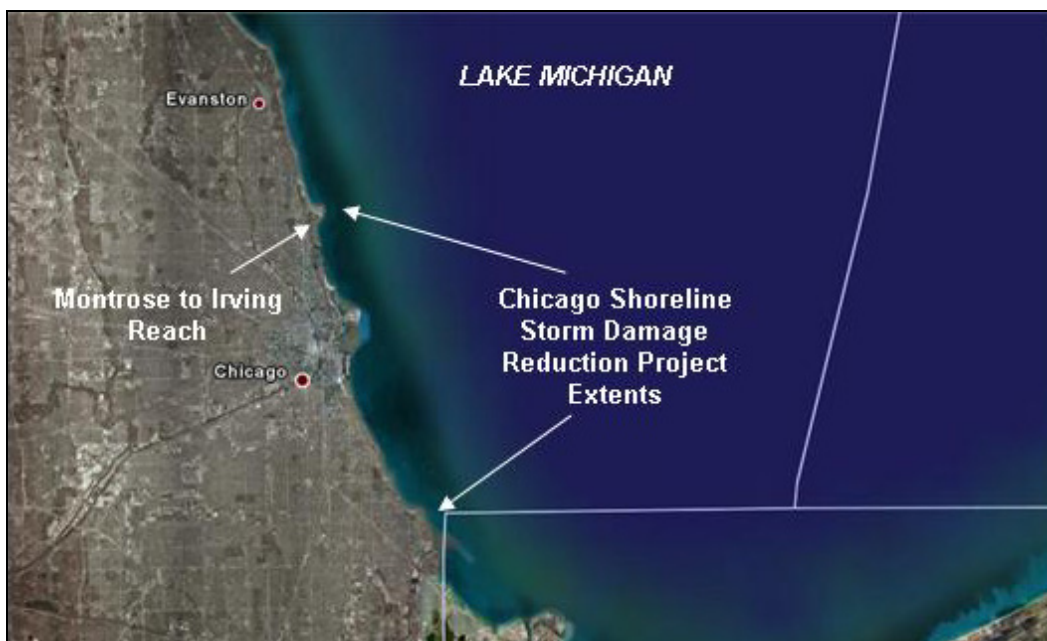 LAKE MICHIGAN
Evanston
Montrose to Irving
Reach
Chicago Shoreline
Storm Damage
Reduction Project
Extents
Chicago